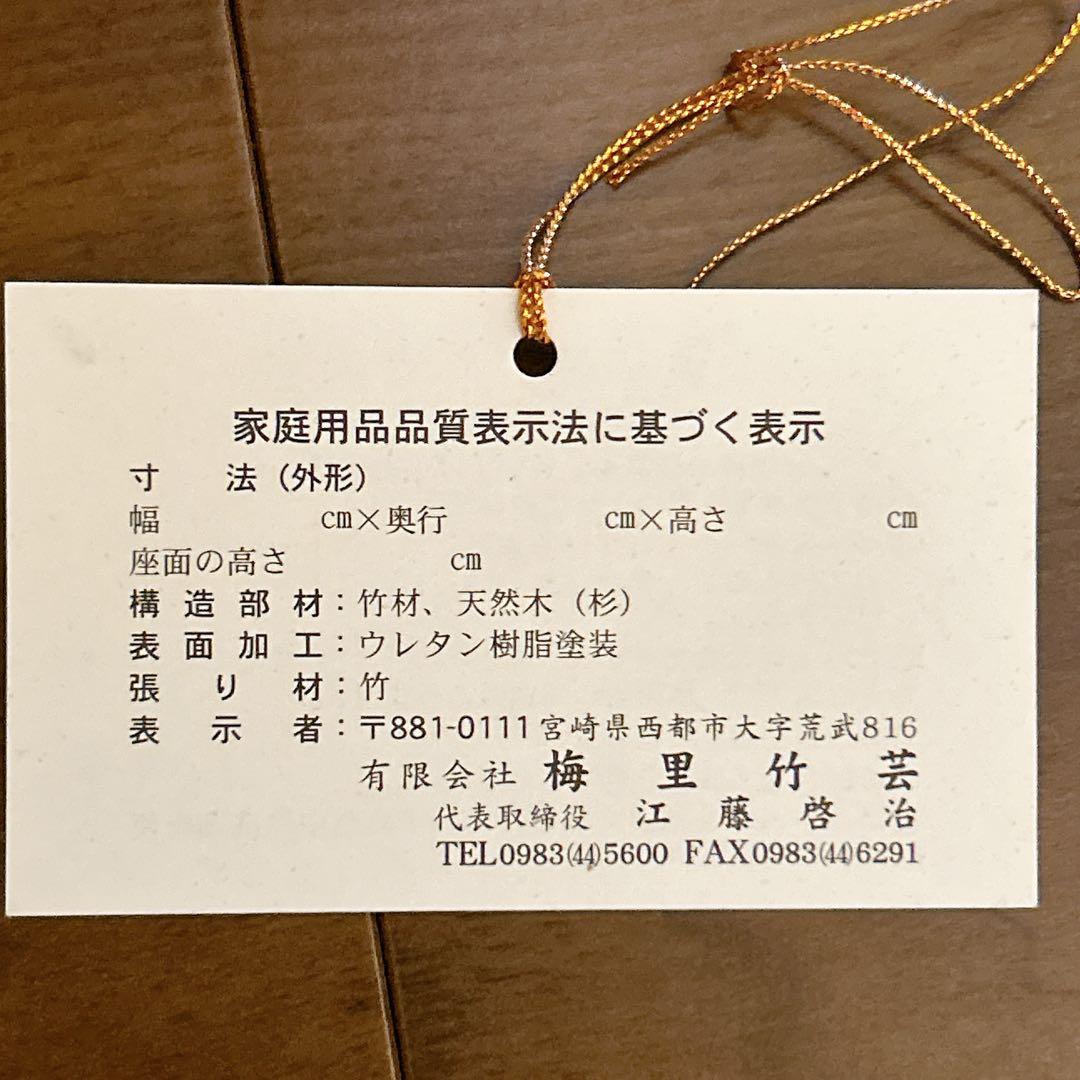 家庭用品品質表示法に基づく表示
寸 法（外形）
幅 cm×奥行 cm×高さ cm
座面の高さ cm
構造部材：竹材、天然木（杉）
表面加工：ウレタン樹脂塗装
張り材：竹
表示者：〒881-0111 宮崎県西都市大字荒武816
有限会社 梅里竹芸
代表取締役 江藤啓治
TEL0983(44)5600 FAX0983(44)6291